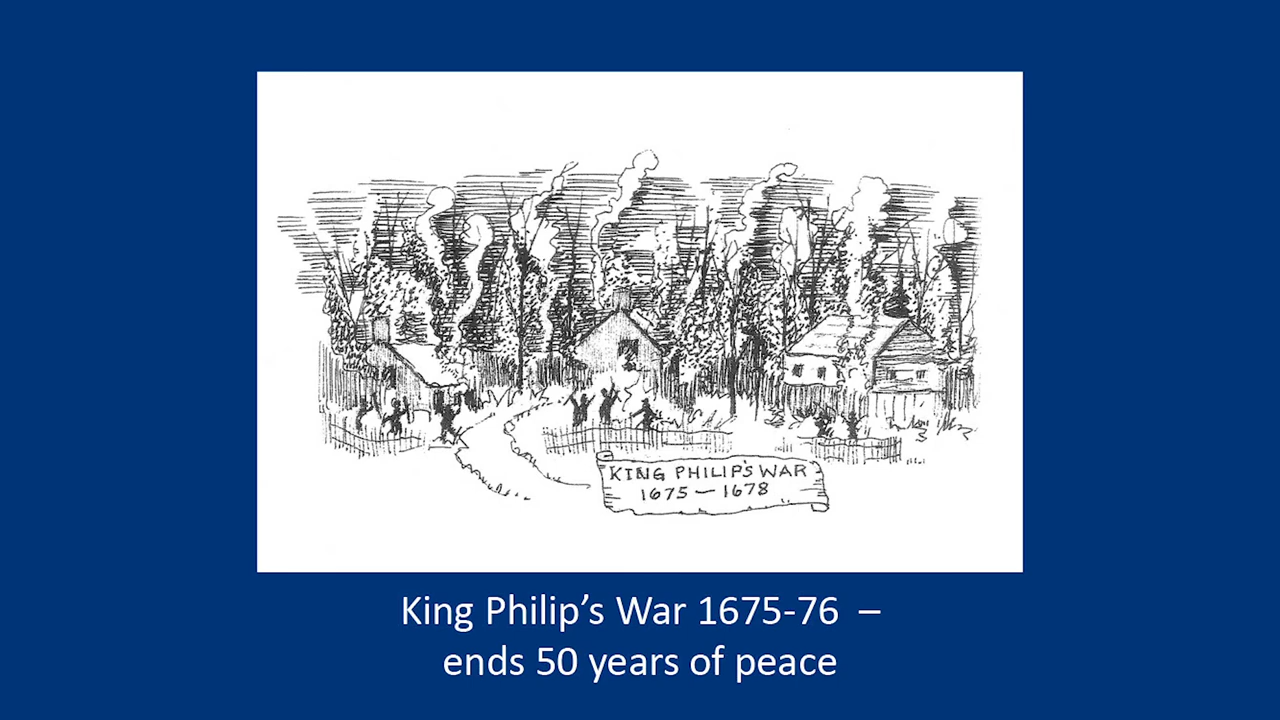 KING PHILIP'S WAR
1675 — 1678
King Philip’s War 1675-76 –
ends 50 years of peace